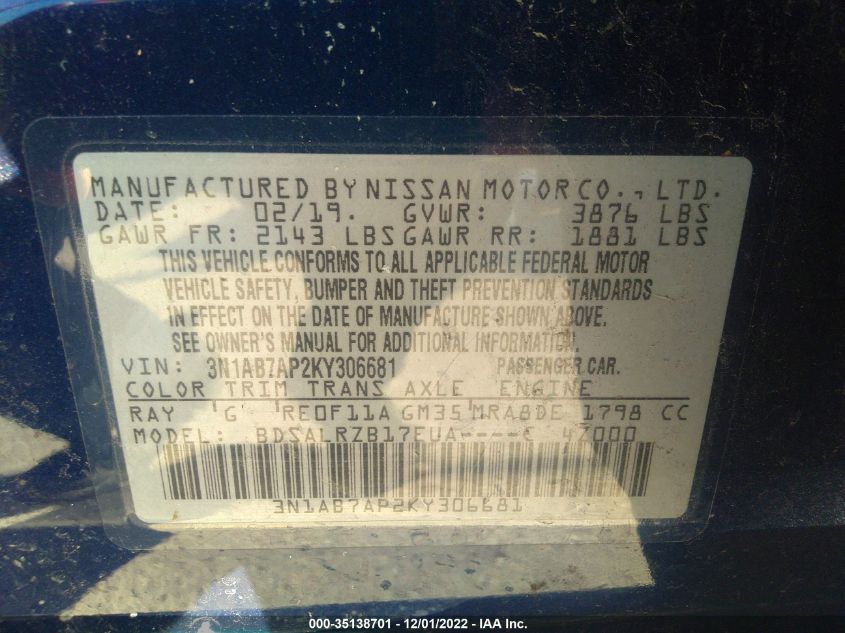 MANUFACTURED BY NISSAN MOTOR CO., LTD.
DATE: 02/19. GVWR: 3876 LBS
GAWR FR: 2143 LBS GAWR RR: 1881 LBS
THIS VEHICLE CONFORMS TO ALL APPLICABLE FEDERAL MOTOR
VEHICLE SAFETY, BUMPER AND THEFT PREVENTION STANDARDS
IN EFFECT ON THE DATE OF MANUFACTURE SHOWN ABOVE.
SEE OWNER'S MANUAL FOR ADDITIONAL INFORMATION.
VIN: 3N1AB7AP2KY306681 PASSENGER CAR.
COLOR TRIM TRANS AXLE ENGINE
RAY 'G 'RE0F11A GM35 MRA8DE 1798 CC
MODEL: BDSALRZB17EUA----C 4Z000
3N1AB7AP2KY306681
000-35138701 - 12/01/2022 - IAA Inc.